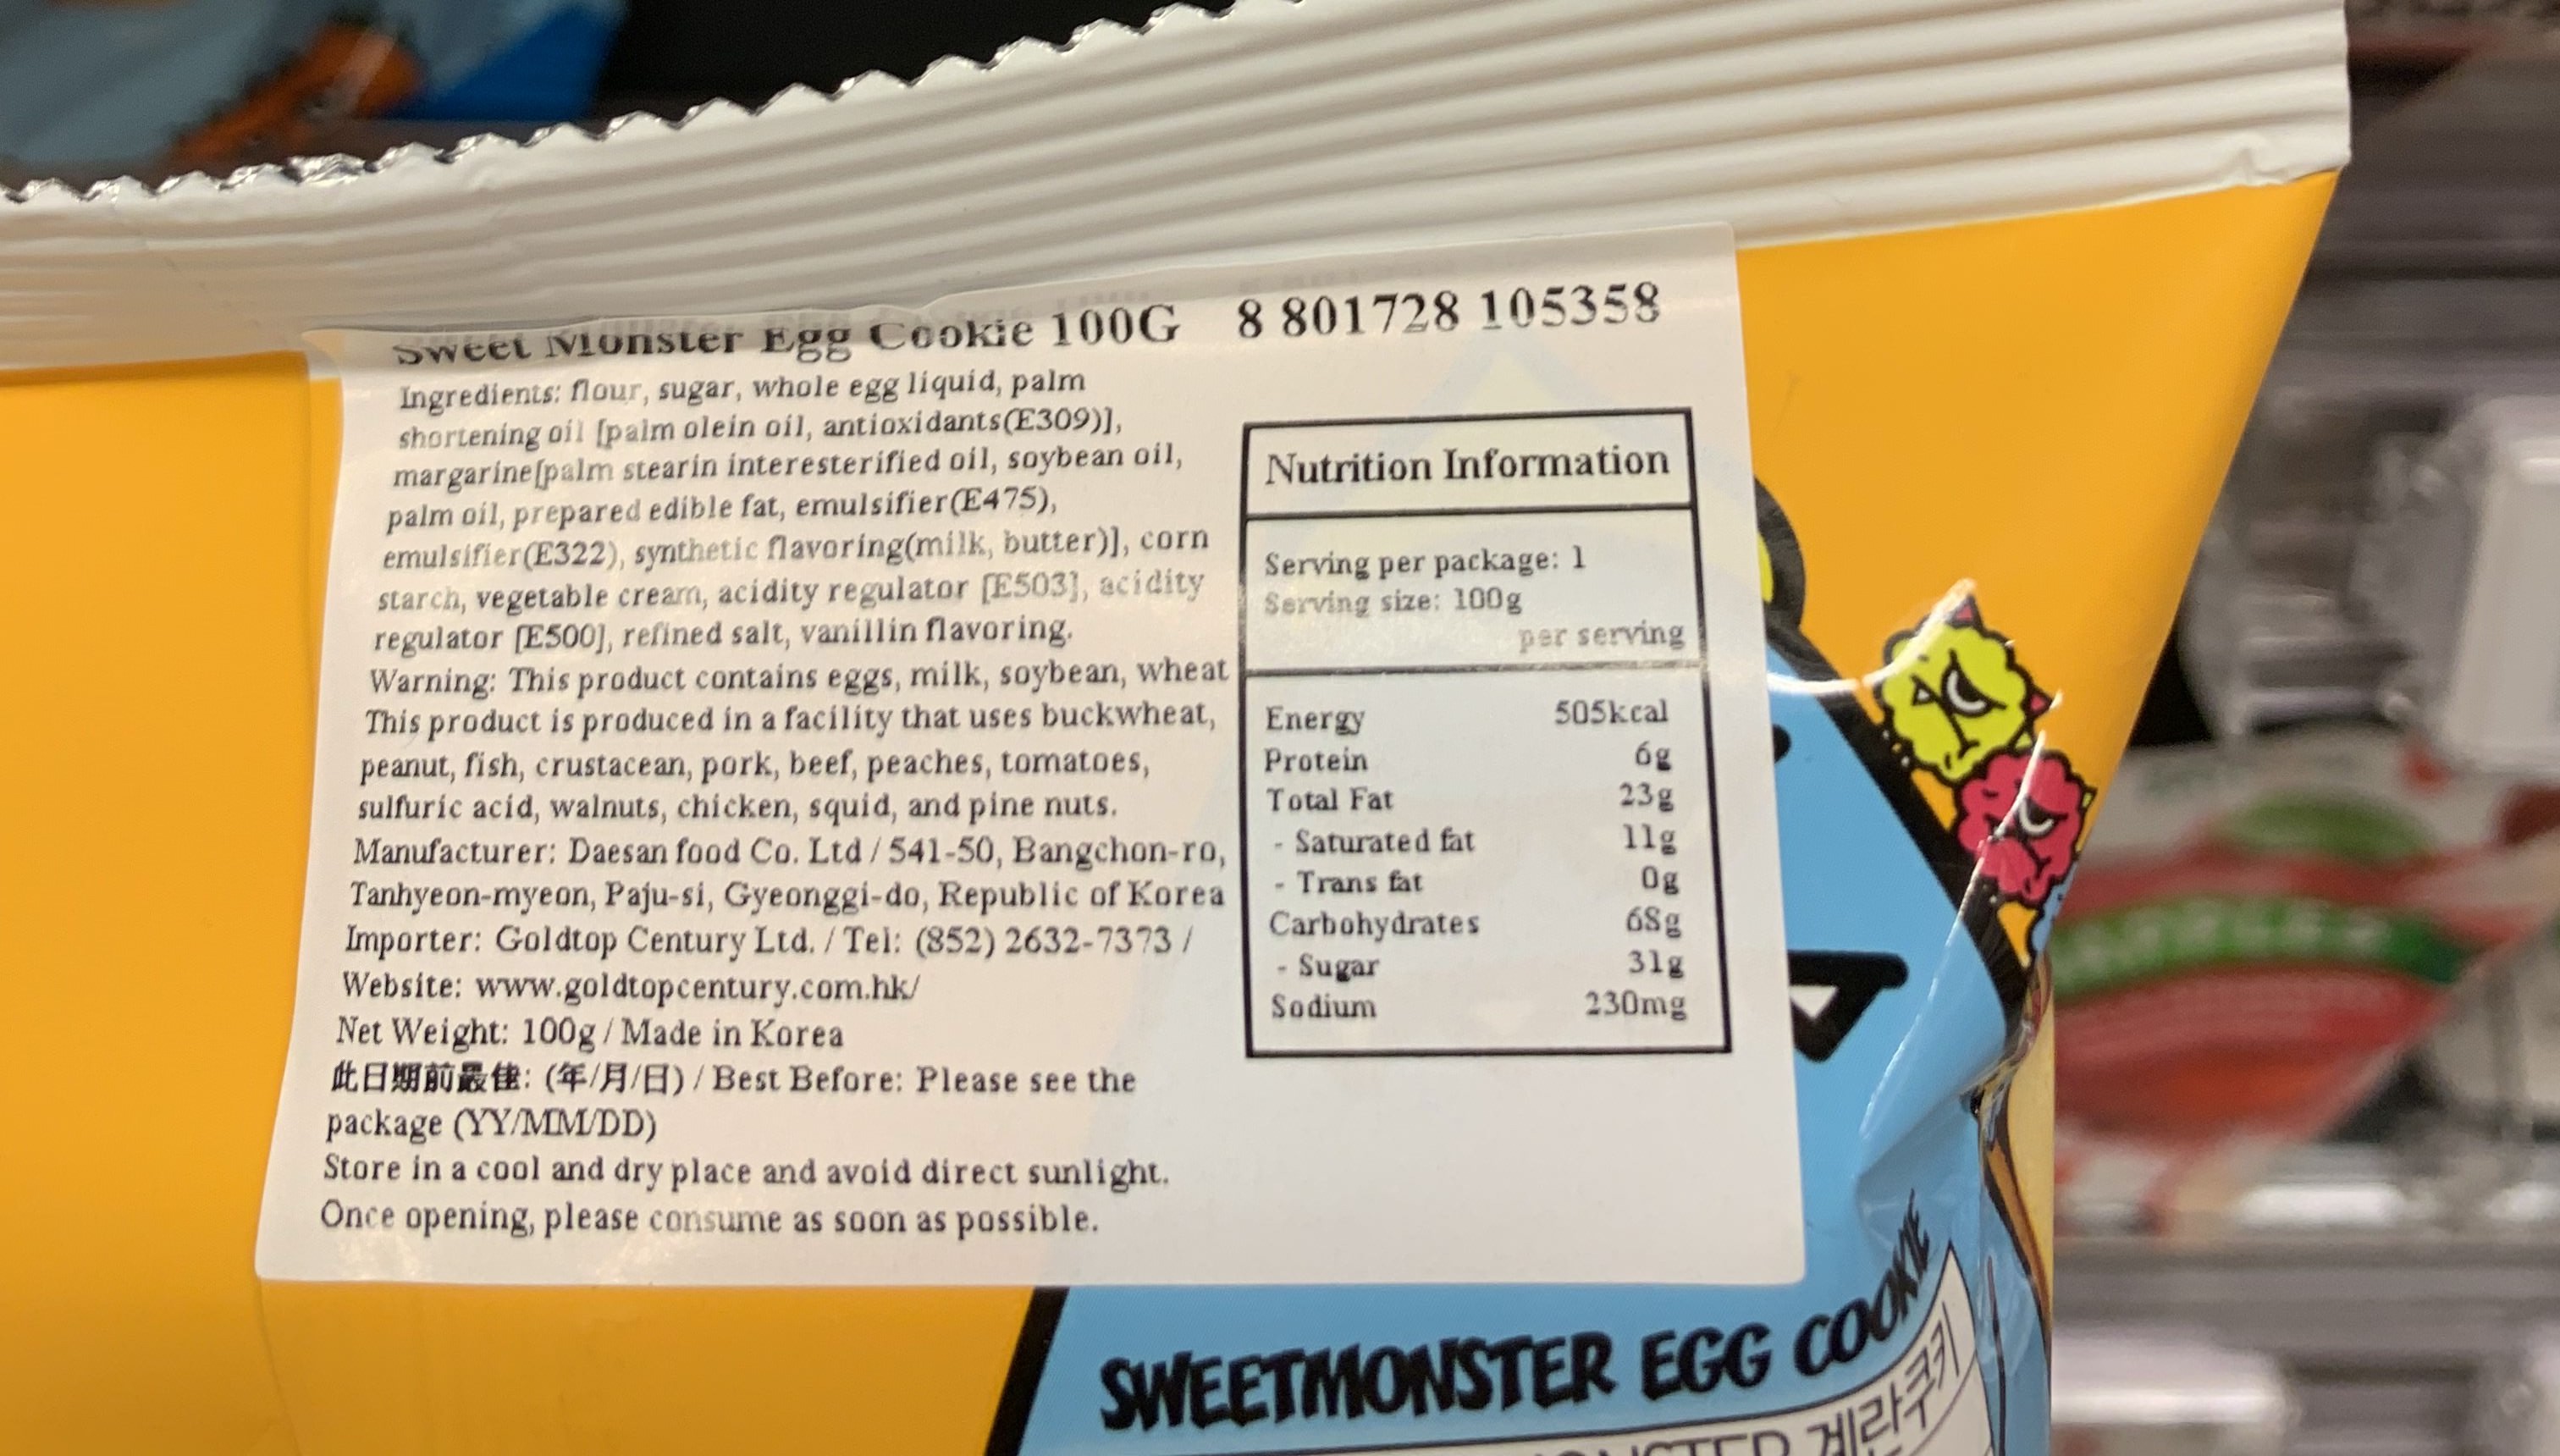 Sweet Monster Egg Cookie 100G 8 801728 105358
Ingredients: flour, sugar, whole egg liquid, palm
shortening oil [palm olein oil, antioxidants(E309)],
margarine[palm stearin interesterified oil, soybean oil,
palm oil, prepared edible fat, emulsifier(E475),
emulsifier(E322), synthetic flavoring(milk, butter)], corn
starch, vegetable cream, acidity regulator [E503], acidity
regulator [E500], refined salt, vanillin flavoring.
Warning: This product contains eggs, milk, soybean, wheat
This product is produced in a facility that uses buckwheat,
peanut, fish, crustacean, pork, beef, peaches, tomatoes,
sulfuric acid, walnuts, chicken, squid, and pine nuts.
Manufacturer: Daesan food Co. Ltd / 541-50, Bangchon-ro,
Tanhyeon-myeon, Paju-si, Gyeonggi-do, Republic of Korea
Importer: Goldtop Century Ltd. / Tel: (852) 2632-7373 /
Website: www.goldtopcentury.com.hk/
Net Weight: 100g / Made in Korea
此日期前最佳: (年/月/日) / Best Before: Please see the
package (YY/MM/DD)
Store in a cool and dry place and avoid direct sunlight.
Once opening, please consume as soon as possible.
Nutrition Information
Serving per package: 1
Serving size: 100g
per serving
Energy 505kcal
Protein 6g
Total Fat 23g
- Saturated fat 11g
- Trans fat 0g
Carbohydrates 68g
- Sugar 31g
Sodium 230mg
SWEETMONSTER EGG COOKIE
계란쿠키